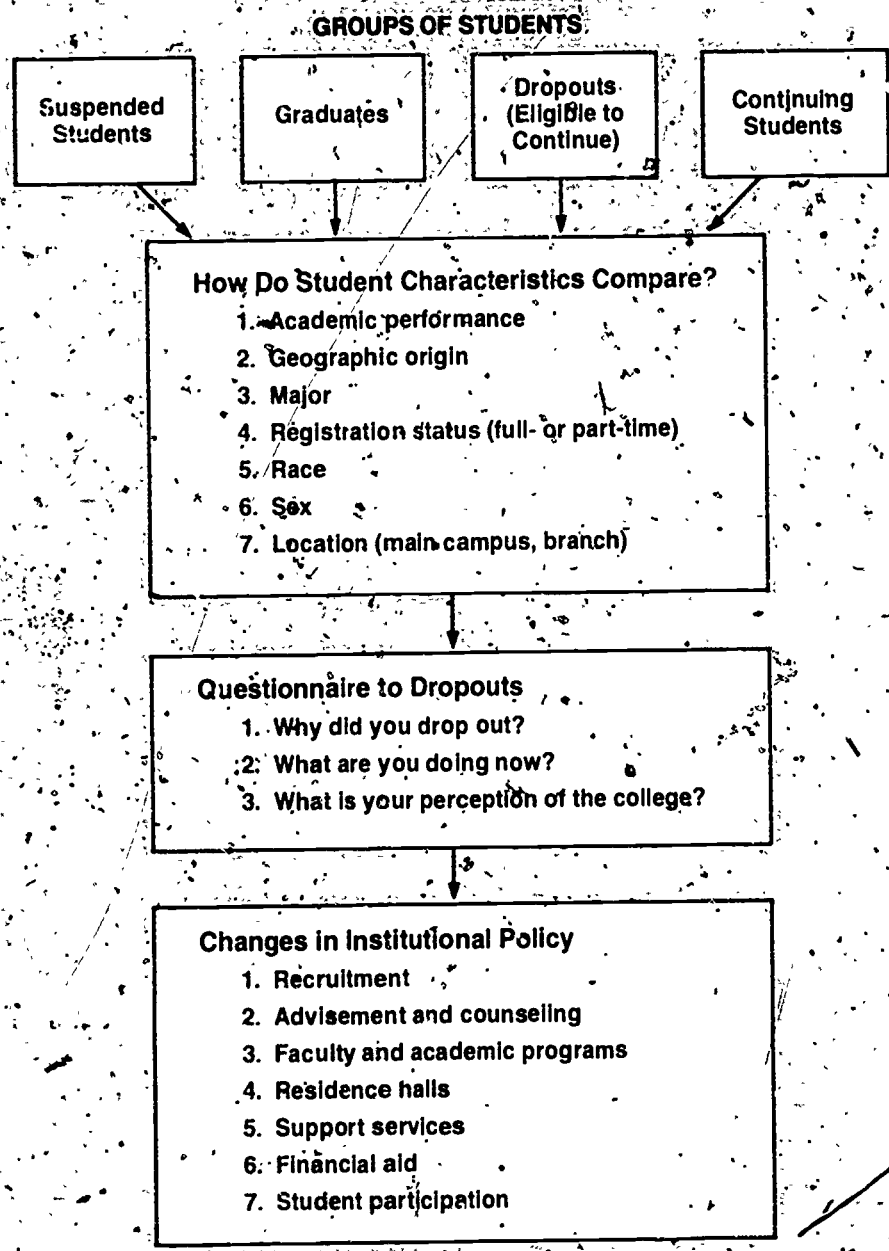 GROUPS OF STUDENTS
Suspended
Students
Graduates
Dropouts
(Eligible to
Continue)
Continuing
Students
How Do Student Characteristics Compare?
1. Academic performance
2. Geographic origin
3. Major
4. Registration status (full- or part-time)
5. Race
6. Sex
7. Location (main campus, branch)
Questionnaire to Dropouts
1. Why did you drop out?
2. What are you doing now?
3. What is your perception of the college?
Changes in Institutional Policy
1. Recruitment
2. Advisement and counseling
3. Faculty and academic programs
4. Residence halls
5. Support services
6. Financial aid
7. Student participation